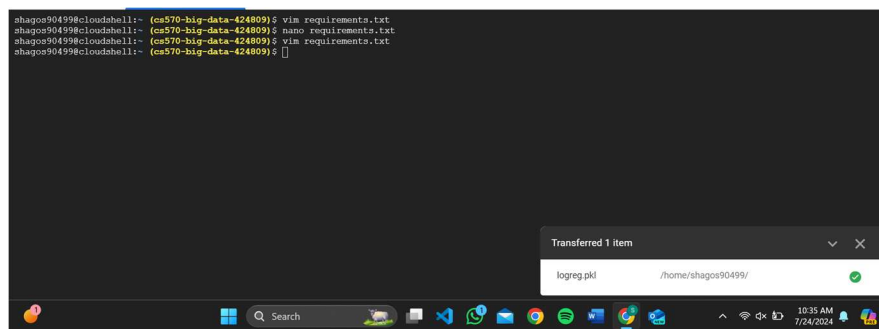 shagos90499@cloudshell:~ (cs570-big-data-424809)$ vim requirements.txt
shagos90499@cloudshell:~ (cs570-big-data-424809)$ nano requirements.txt
shagos90499@cloudshell:~ (cs570-big-data-424809)$ vim requirements.txt
shagos90499@cloudshell:~ (cs570-big-data-424809)$
Transferred 1 item
logreg.pkl /home/shagos90499/
1
Search
1
10:35 AM
7/24/2024